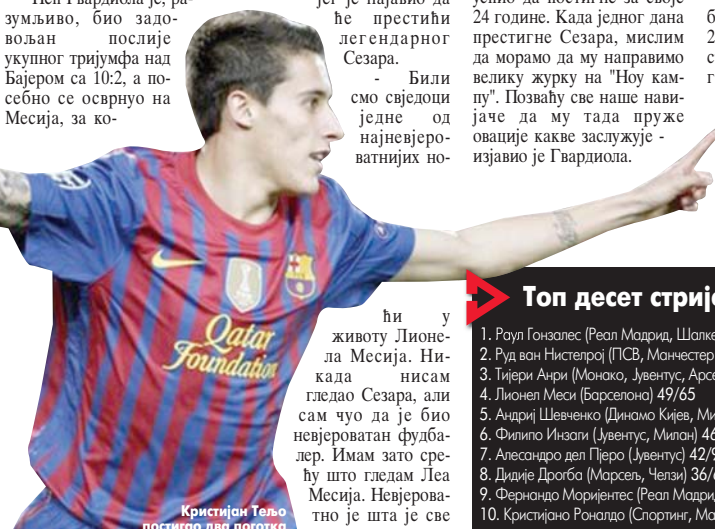 зумљиво, био задо-
вољан послије
укупног тријумфа над
Бајером са 10:2, а по-
себно се осврнуо на
Месија, за ко-
ће престићи
легендарног
Сезара.
- Били
смо свједоци
једне од
најневјеро-
ватнијих но-
ћи у
животу Лионе-
ла Месија. Ни-
када нисам
гледао Сезара, али
сам чуо да је био
невјероватан фудба-
лер. Имам зато сре-
ћу што гледам Леа
Месија. Невјерова-
тно је шта је све
24 године. Када једног дана
престигне Сезара, мислим
да морамо да му направимо
велику журку на "Ноу кам-
пу". Позваћу све наше нави-
јаче да му тада пруже
овације какве заслужује -
изјавио је Гвардиола.
Qatar
Foundation
Кристијан Тељо
постигао два поготка
Топ десет
1. Раул Гонзалес (Реал Мадрид,
2. Руд ван Нистелрој (ПСВ, Манчестер
3. Тијери Анри (Монако, Јувентус,
4. Лионел Меси (Барселона) 49/65
5. Андриј Шевченко (Динамо Кијев,
6. Филипо Инзаги (Јувентус, Милан)
7. Алесандро дел Пјеро (Јувентус)
8. Дидије Дрогба (Марсељ, Челзи)
9. Фернандо Моријентес (Реал
10. Кристијано Роналдо (Спортинг,